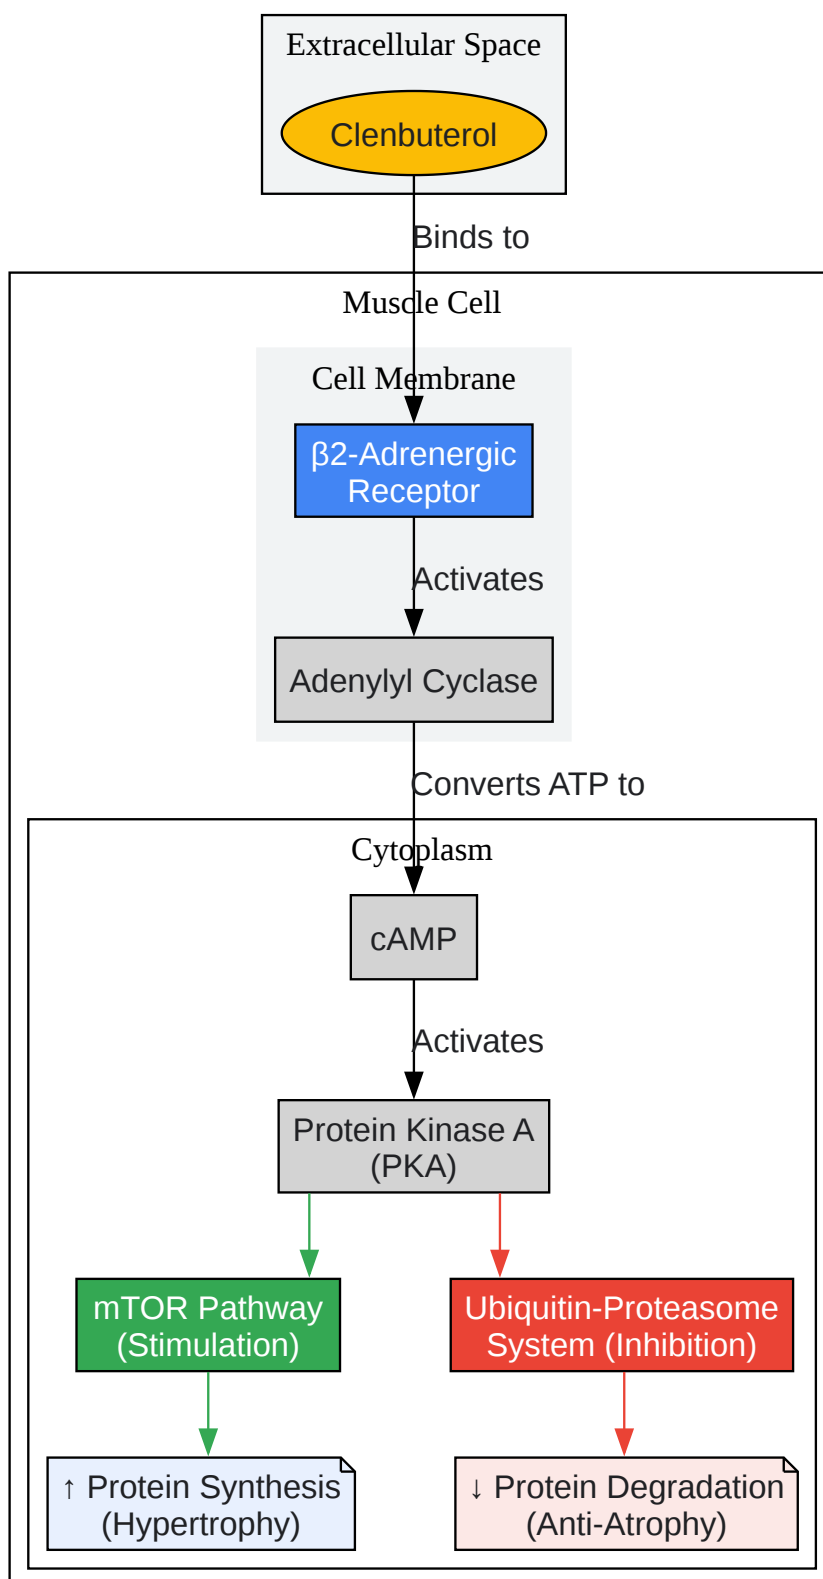 Extracellular Space
Clenbuterol
Binds to
Muscle Cell
Cell Membrane
β2-Adrenergic
Receptor
Activates
Adenylyl Cyclase
Converts ATP to
Cytoplasm
cAMP
Activates
Protein Kinase A
(PKA)
mTOR Pathway
(Stimulation)
Ubiquitin-Proteasome
System (Inhibition)
↑ Protein Synthesis
(Hypertrophy)
↓ Protein Degradation
(Anti-Atrophy)